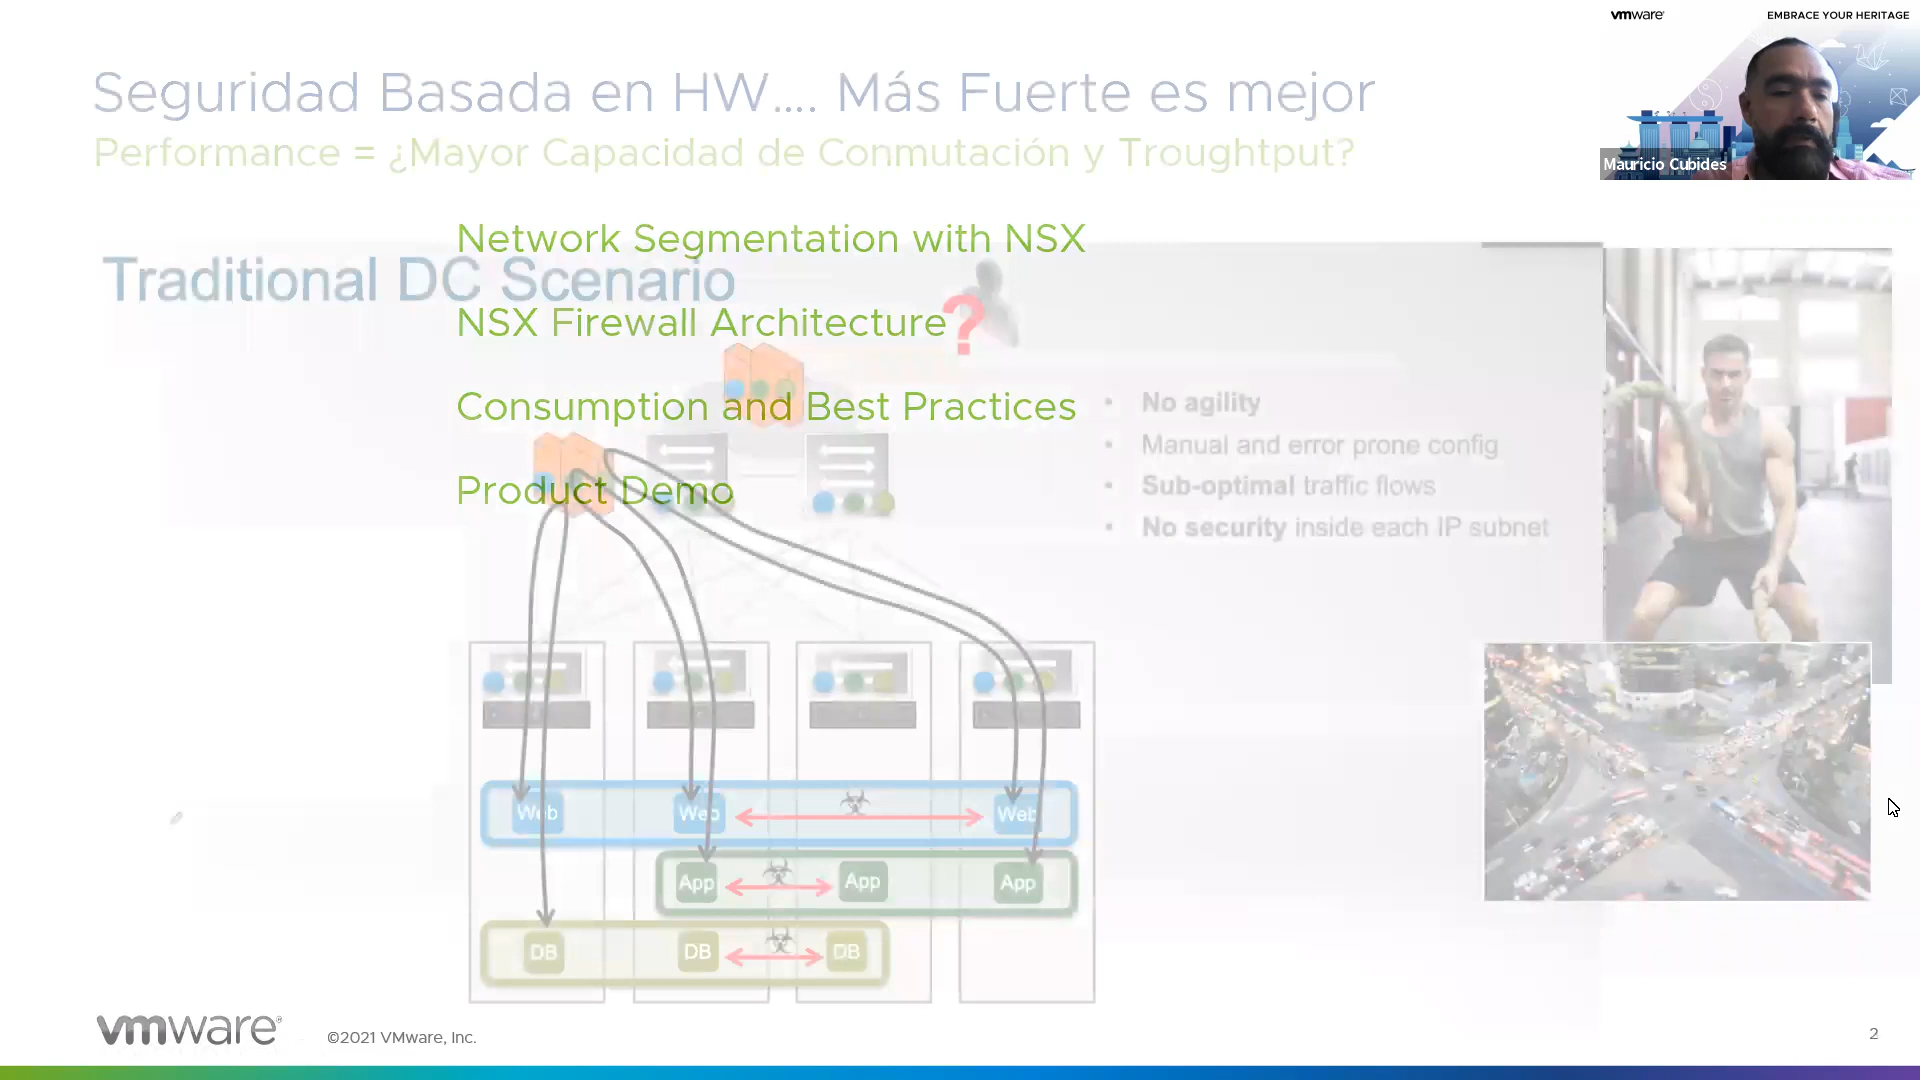 vmware
EMBRACE YOUR HERITAGE
Mauricio Cubides
Seguridad Basada en HW.... Más Fuerte es mejor
Performance = ¿Mayor Capacidad de Conmutación y Troughtput?
Network Segmentation with NSX
Traditional DC Scenario
NSX Firewall Architecture
?
Consumption and Best Practices
Product Demo
• No agility
• Manual and error prone config
• Sub-optimal traffic flows
• No security inside each IP subnet
Web Web Web
App App App
DB DB DB
vmware®
©2021 VMware, Inc.
2